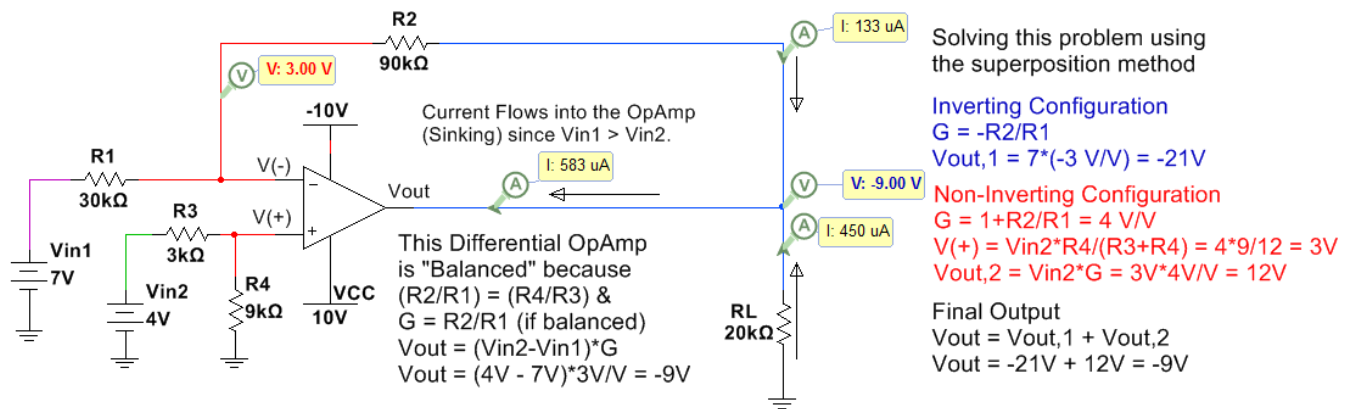 R2
90kΩ
V: 3.00 V
A
I: 133 uA
V
-10V
Current Flows into the OpAmp
(Sinking) since Vin1 > Vin2.
R1
30kΩ
V(-)
I: 583 uA
A
Vout
V
V: -9.00 V
R3
3kΩ
V(+)
A
I: 450 uA
Vin1
7V
Vin2
4V
R4
9kΩ
VCC
10V
This Differential OpAmp
is "Balanced" because
(R2/R1) = (R4/R3) &
G = R2/R1 (if balanced)
Vout = (Vin2-Vin1)*G
Vout = (4V - 7V)*3V/V = -9V
RL
20kΩ
Solving this problem using
the superposition method
Inverting Configuration
G = -R2/R1
Vout,1 = 7*(-3 V/V) = -21V
Non-Inverting Configuration
G = 1+R2/R1 = 4 V/V
V(+) = Vin2*R4/(R3+R4) = 4*9/12 = 3V
Vout,2 = Vin2*G = 3V*4V/V = 12V
Final Output
Vout = Vout,1 + Vout,2
Vout = -21V + 12V = -9V